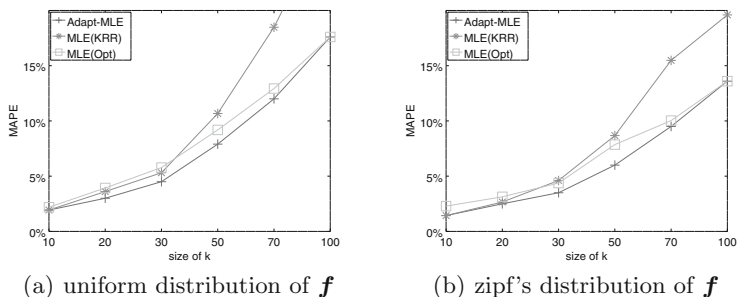 Adapt-MLE
MLE(KRR)
MLE(Opt)
15%
10%
5%
0%
MAPE
10 20 30 50 70 100
size of k
(a) uniform distribution of f
Adapt-MLE
MLE(KRR)
MLE(Opt)
15%
10%
5%
0%
MAPE
10 20 30 50 70 100
size of k
(b) zipf's distribution of f